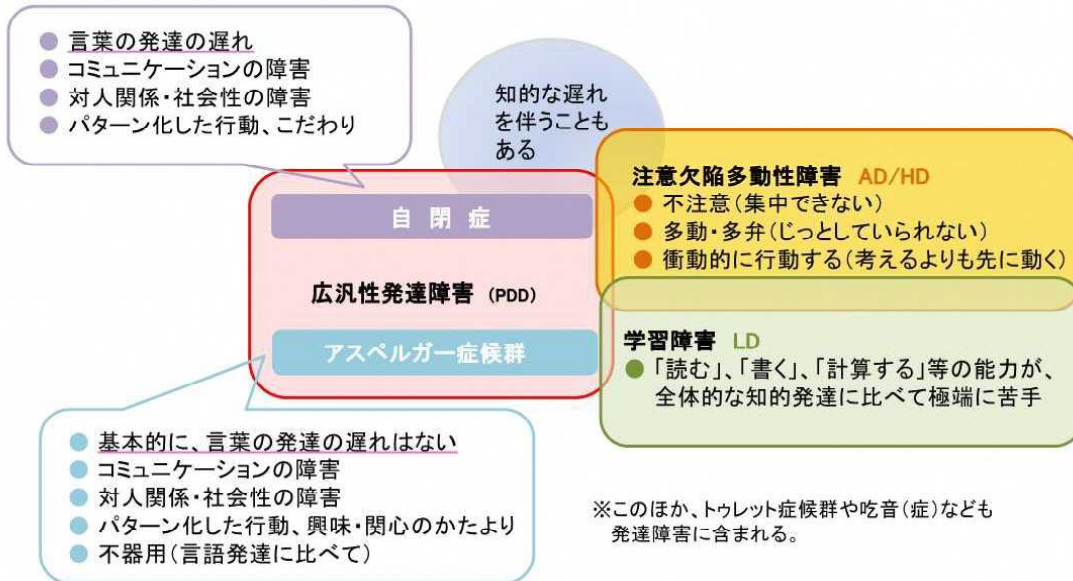 ● 言葉の発達の遅れ
● コミュニケーションの障害
● 対人関係・社会性の障害
● パターン化した行動、こだわり
知的な遅れ
を伴うことも
ある
自閉症
広汎性発達障害 (PDD)
アスペルガー症候群
注意欠陥多動性障害 AD/HD
● 不注意(集中できない)
● 多動・多弁(じっとしていられない)
● 衝動的に行動する(考えるよりも先に動く)
学習障害 LD
● 「読む」、「書く」、「計算する」等の能力が、
全体的な知的発達に比べて極端に苦手
● 基本的に、言葉の発達の遅れはない
● コミュニケーションの障害
● 対人関係・社会性の障害
● パターン化した行動、興味・関心のかたより
● 不器用(言語発達に比べて)
※このほか、トゥレット症候群や吃音(症)なども
発達障害に含まれる。